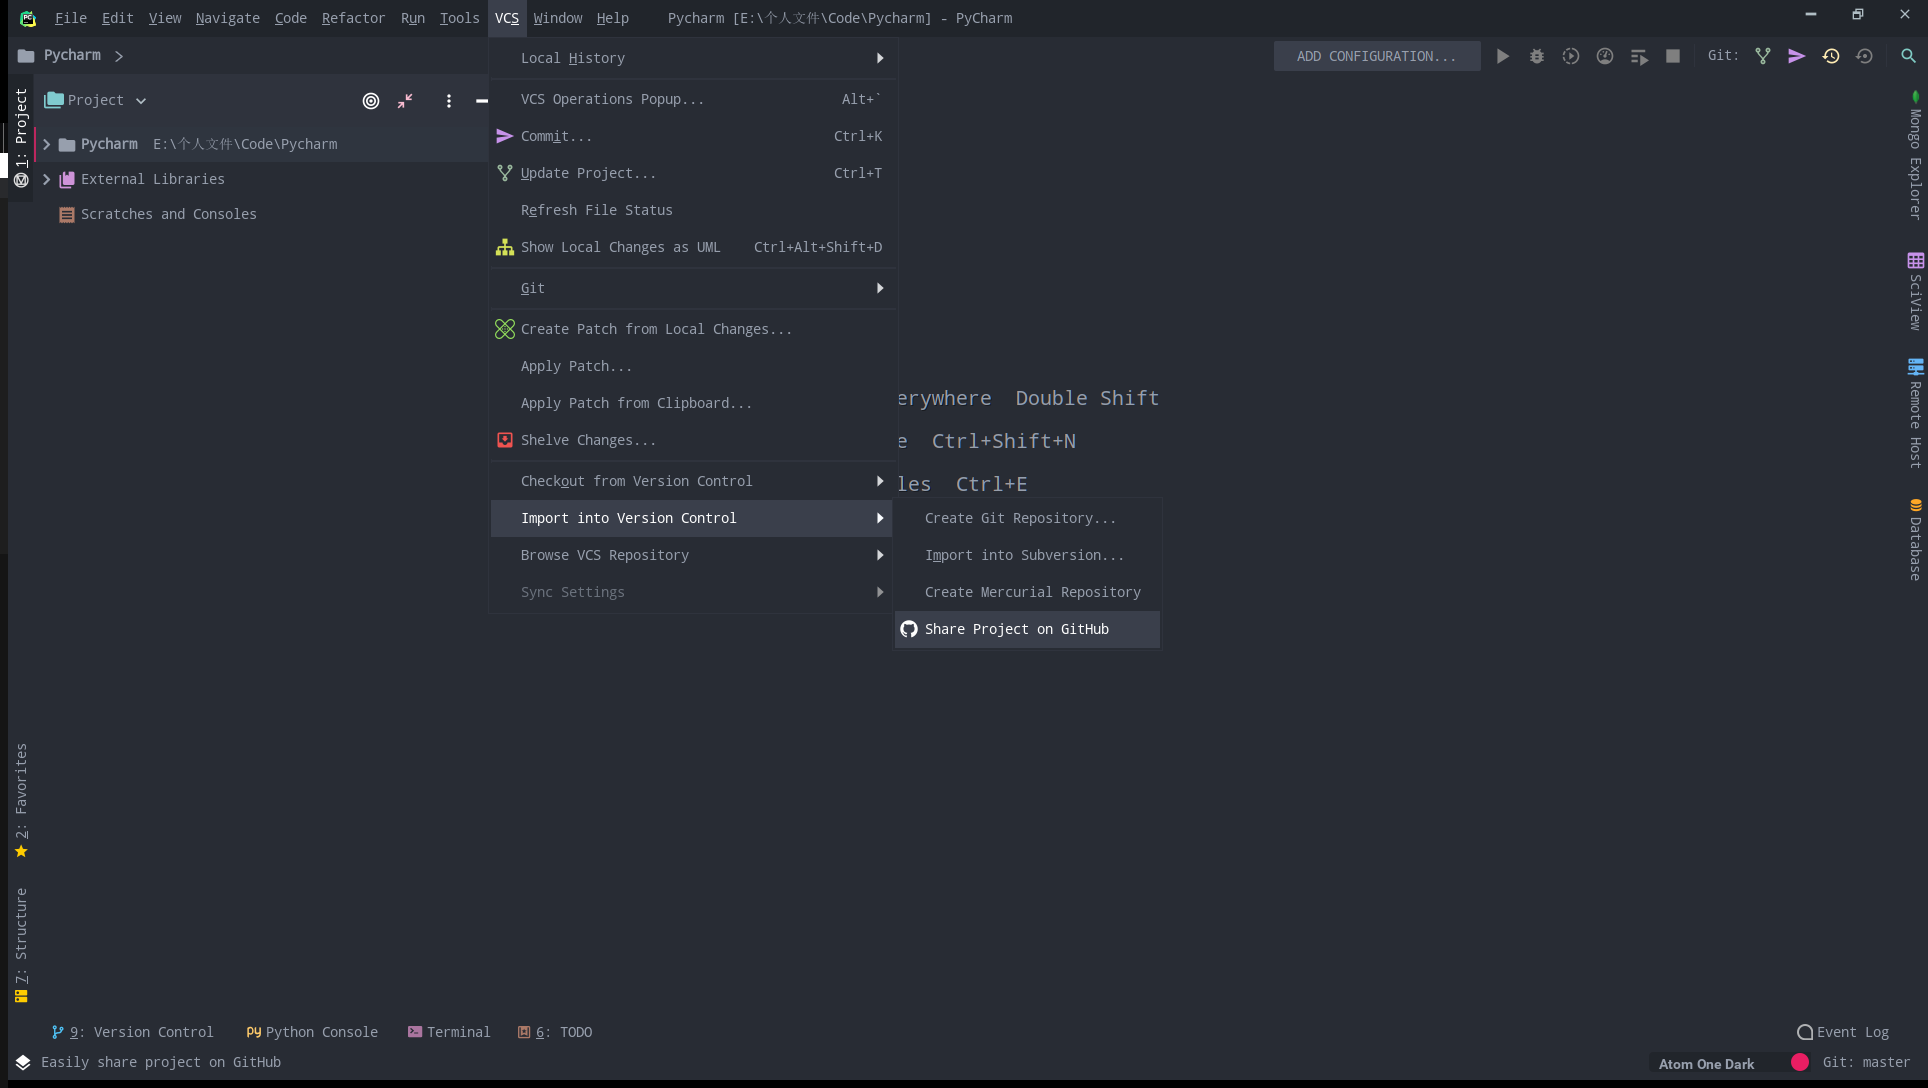 File Edit View Navigate Code Refactor Run Tools VCS Window Help Pycharm [E:\个人文件\Code\Pycharm] - PyCharm
Pycharm
ADD CONFIGURATION...
Git:
Project
Pycharm E:\个人文件\Code\Pycharm
External Libraries
Scratches and Consoles
1: Project
2: Favorites
7: Structure
Local History
VCS Operations Popup... Alt+`
Commit... Ctrl+K
Update Project... Ctrl+T
Refresh File Status
Show Local Changes as UML Ctrl+Alt+Shift+D
Git
Create Patch from Local Changes...
Apply Patch...
Apply Patch from Clipboard...
Shelve Changes...
Checkout from Version Control
Import into Version Control
Browse VCS Repository
Sync Settings
Create Git Repository...
Import into Subversion...
Create Mercurial Repository
Share Project on GitHub
erywhere Double Shift
e Ctrl+Shift+N
les Ctrl+E
Mongo Explorer
SciView
Remote Host
Database
9: Version Control Python Console Terminal 6: TODO Event Log
Easily share project on GitHub Atom One Dark Git: master